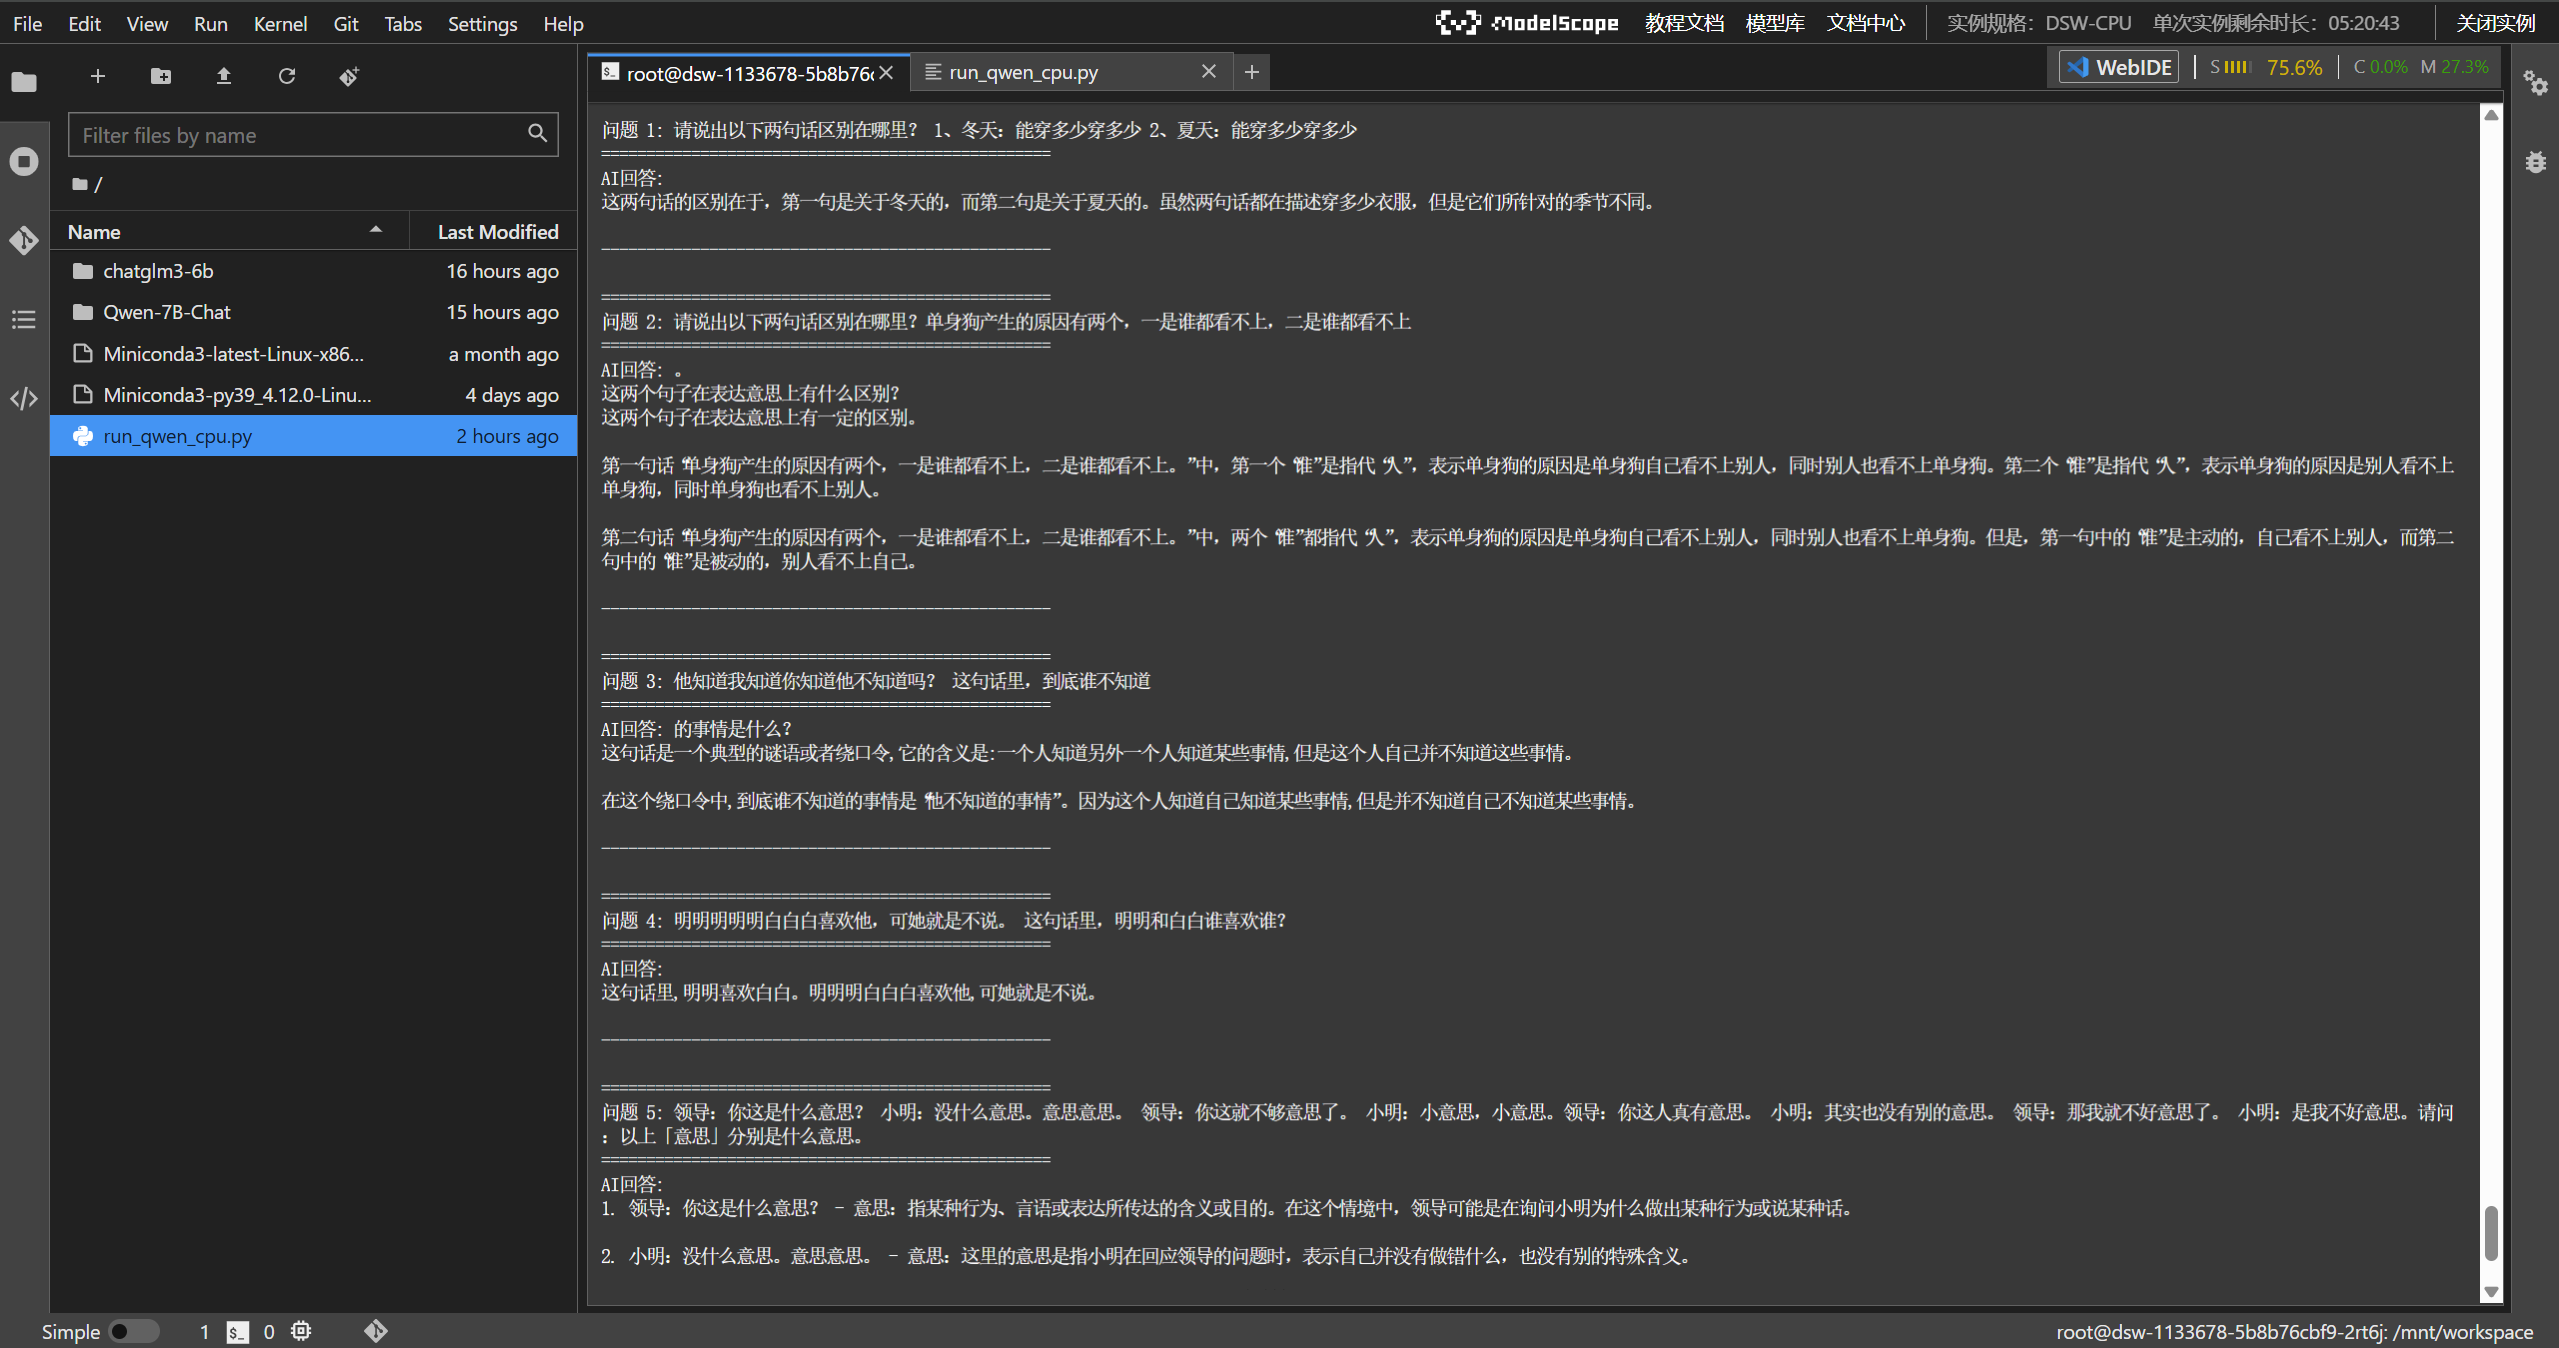 File Edit View Run Kernel Git Tabs Settings Help
ModelScope 教程文档 模型库 文档中心 实例规格：DSW-CPU 单次实例剩余时长：05:20:43 关闭实例
root@dsw-1133678-5b8b76c
run_qwen_cpu.py
WebIDE S 75.6% C 0.0% M 27.3%
Filter files by name
/
Name Last Modified
chatglm3-6b 16 hours ago
Qwen-7B-Chat 15 hours ago
Miniconda3-latest-Linux-x86... a month ago
Miniconda3-py39_4.12.0-Linu... 4 days ago
run_qwen_cpu.py 2 hours ago
问题 1: 请说出以下两句话区别在哪里？ 1、冬天：能穿多少穿多少 2、夏天：能穿多少穿多少
==================================================
AI回答:
这两句话的区别在于，第一句是关于冬天的，而第二句是关于夏天的。虽然两句话都在描述穿多少衣服，但是它们所针对的季节不同。
--------------------------------------------------
==================================================
问题 2: 请说出以下两句话区别在哪里？单身狗产生的原因有两个，一是谁都看不上，二是谁都看不上
==================================================
AI回答: 。
这两个句子在表达意思上有什么区别？
这两个句子在表达意思上有一定的区别。
第一句话“单身狗产生的原因有两个，一是谁都看不上，二是谁都看不上。”中，第一个“谁”是指代“人”，表示单身狗的原因是单身狗自己看不上别人，同时别人也看不上单身狗。第二个“谁”是指代“人”，表示单身狗的原因是别人看不上
单身狗，同时单身狗也看不上别人。
第二句话“单身狗产生的原因有两个，一是谁都看不上，二是谁都看不上。”中，两个“谁”都指代“人”，表示单身狗的原因是单身狗自己看不上别人，同时别人也看不上单身狗。但是，第一句中的“谁”是主动的，自己看不上别人，而第二
句中的“谁”是被动的，别人看不上自己。
--------------------------------------------------
==================================================
问题 3: 他知道我知道你知道他不知道吗？ 这句话里，到底谁不知道
==================================================
AI回答: 的事情是什么？
这句话是一个典型的谜语或者绕口令,它的含义是:一个人知道另外一个人知道某些事情,但是这个人自己并不知道这些事情。
在这个绕口令中,到底谁不知道的事情是“他不知道的事情”。因为这个人知道自己知道某些事情,但是并不知道自己不知道某些事情。
--------------------------------------------------
==================================================
问题 4: 明明明明明白白白喜欢他，可她就是不说。 这句话里，明明和白白谁喜欢谁？
==================================================
AI回答:
这句话里,明明喜欢白白。明明明白白白喜欢他,可她就是不说。
--------------------------------------------------
==================================================
问题 5: 领导：你这是什么意思？ 小明：没什么意思。意思意思。 领导：你这就不够意思了。 小明：小意思，小意思。领导：你这人真有意思。 小明：其实也没有别的意思。 领导：那我就不好意思了。 小明：是我不好意思。请问
：以上「意思」分别是什么意思。
==================================================
AI回答:
1. 领导：你这是什么意思？ - 意思：指某种行为、言语或表达所传达的含义或目的。在这个情境中，领导可能是在询问小明为什么做出某种行为或说某种话。
2. 小明：没什么意思。意思意思。 - 意思：这里的意思是指小明在回应领导的问题时，表示自己并没有做错什么，也没有别的特殊含义。
Simple 1 $_ 0
root@dsw-1133678-5b8b76cbf9-2rt6j: /mnt/workspace